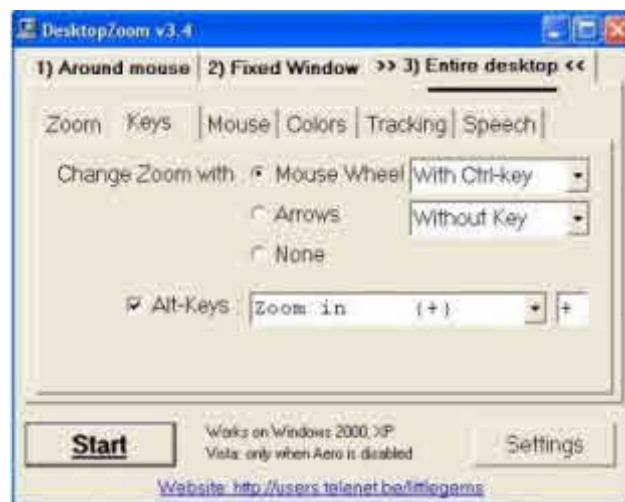 DesktopZoom v3.4
1) Around mouse 2) Fixed Window >> 3) Entire desktop <<
Zoom Keys Mouse Colors Tracking Speech
Change Zoom with : Mouse Wheel With Ctrl-key
Arrows Without Key
None
Alt-Keys : Zoom in (+) +
Start
Works on Windows 2000, XP
Vista: only when Aero is disabled
Settings
Website: http://users.telenet.be/littlegems